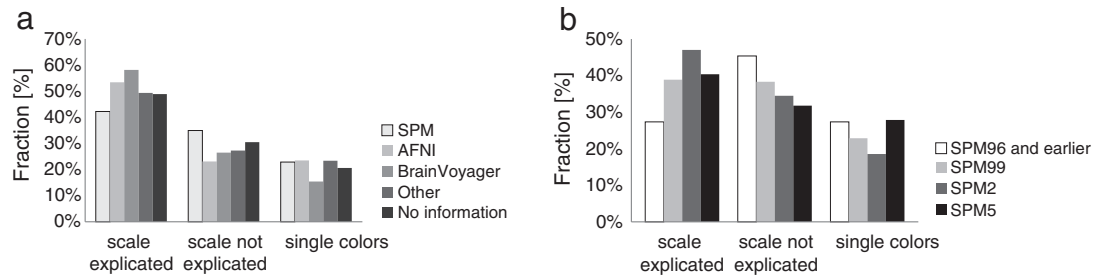 a
70%
60%
50%
40%
30%
20%
10%
0%
Fraction [%]
scale explicated
scale not explicated
single colors
SPM
AFNI
BrainVoyager
Other
No information
b
50%
40%
30%
20%
10%
0%
Fraction [%]
scale explicated
scale not explicated
single colors
SPM96 and earlier
SPM99
SPM2
SPM5